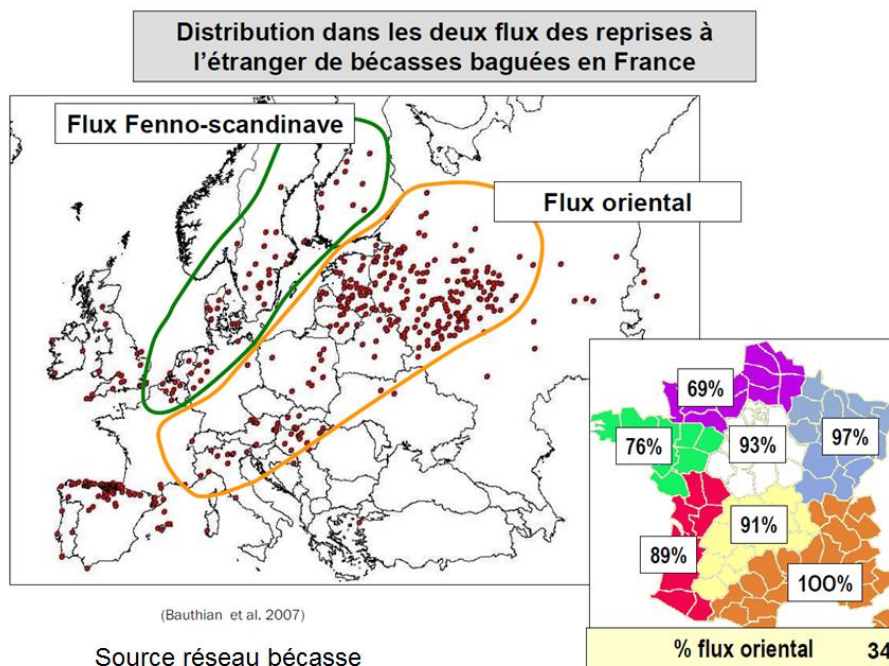 Distribution dans les deux flux des reprises à
l'étranger de bécasses baguées en France
Flux Fenno-scandinave
Flux oriental
69%
76%
93%
97%
91%
89%
1OO%
(Bauthian et al. 2007)
% flux oriental
34
Source réseau bécasse